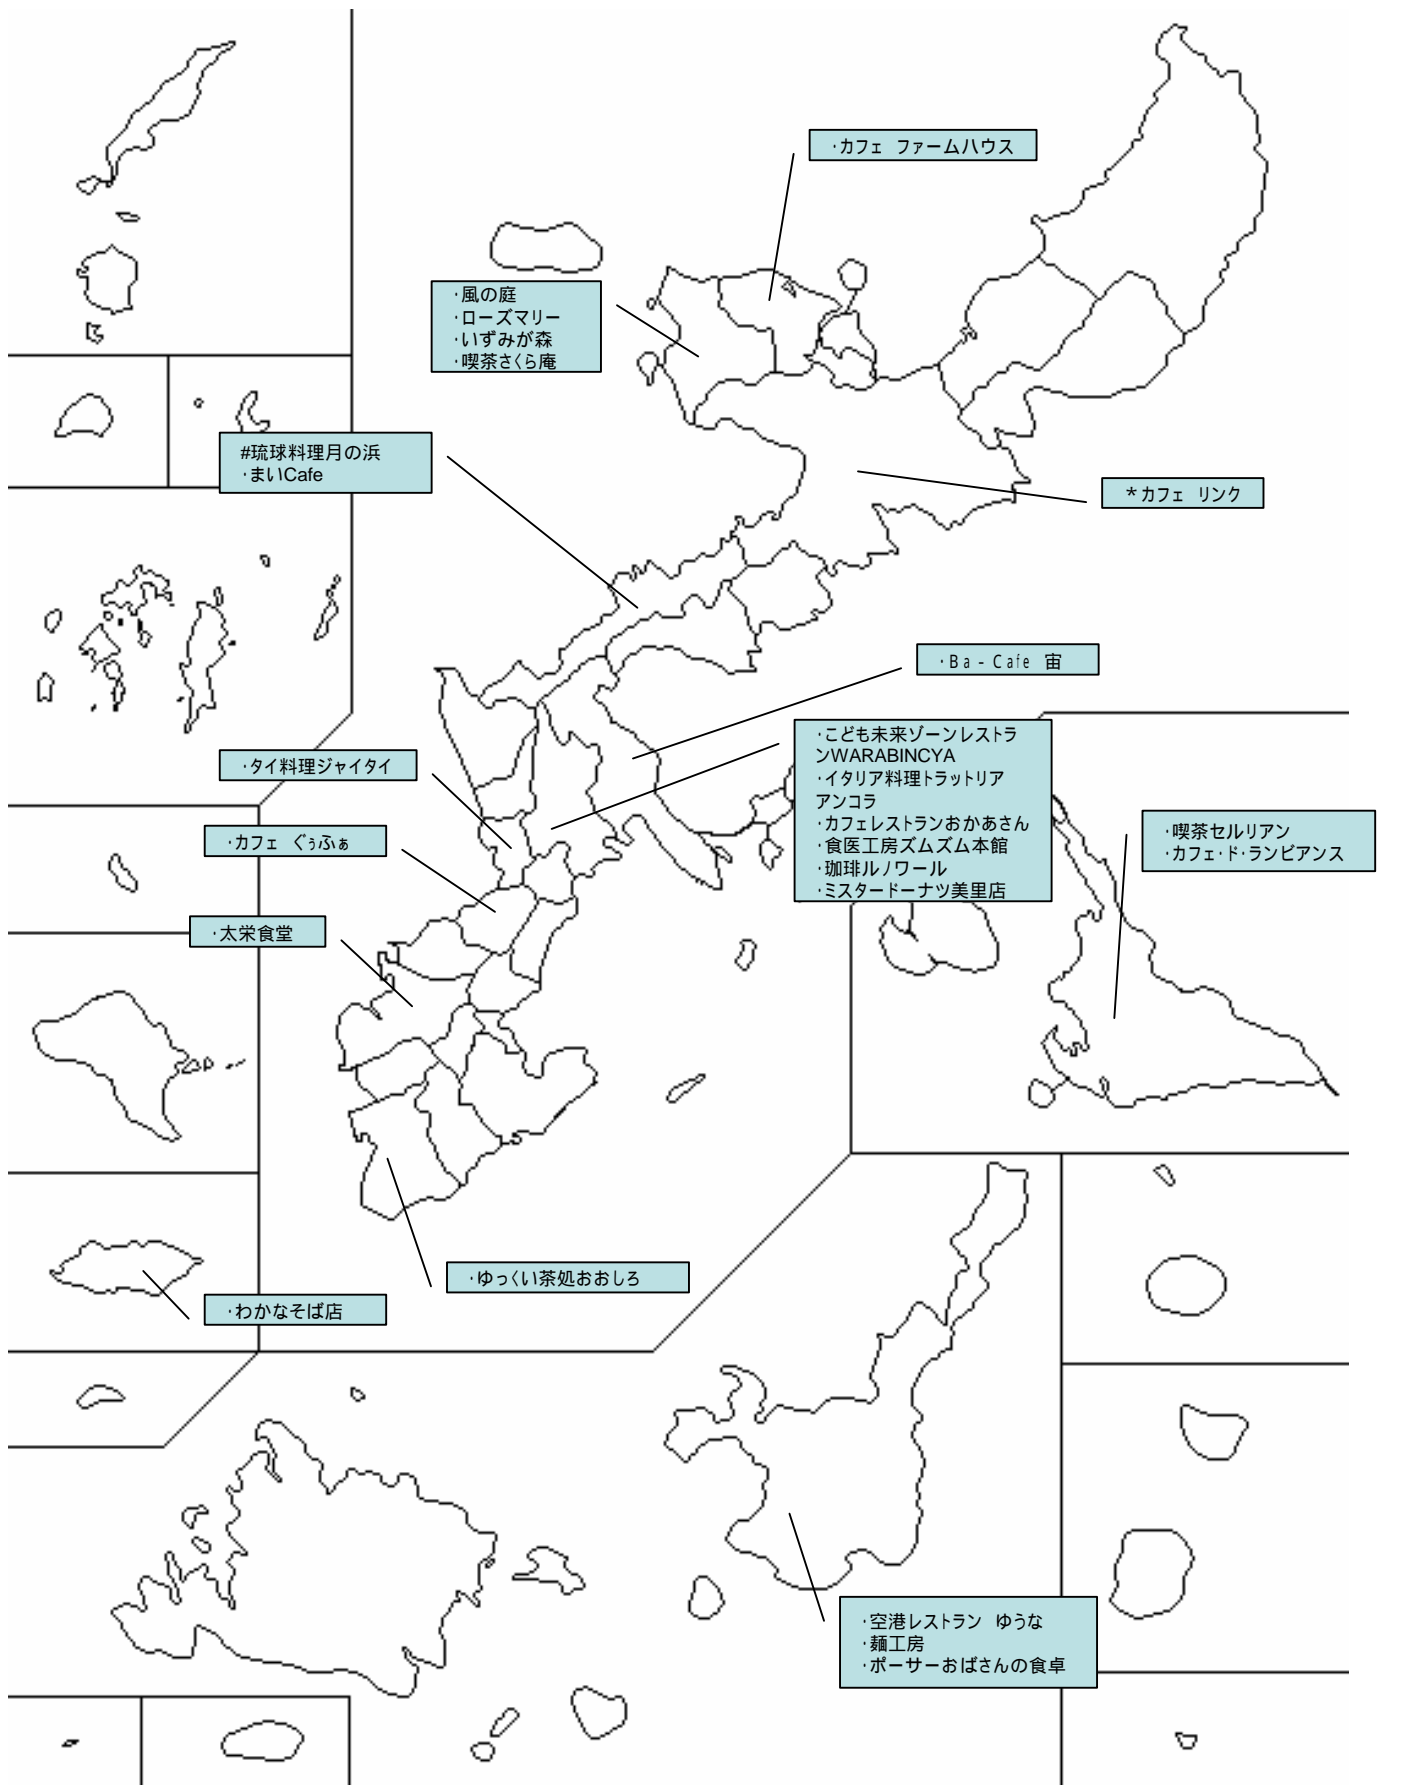 ・カフェ ファームハウス
・風の庭
・ローズマリー
・いずみが森
・喫茶さくら庵
#琉球料理月の浜
・まいCafe
*カフェ リンク
・Ba-Cafe 宙
・こども未来ゾーンレストラ
ンWARABINCYA
・イタリア料理トラットリア
アンコラ
・カフェレストランおかあさん
・食医工房ズムズム本館
・珈琲ルノワール
・ミスタードーナツ美里店
・タイ料理ジャイタイ
・喫茶セルリアン
・カフェ・ド・ランビアンス
・カフェ ぐぅふぁ
・太栄食堂
・ゆっくい茶処おおしろ
・わかなそば店
・空港レストラン ゆうな
・麺工房
・ポーサーおばさんの食卓